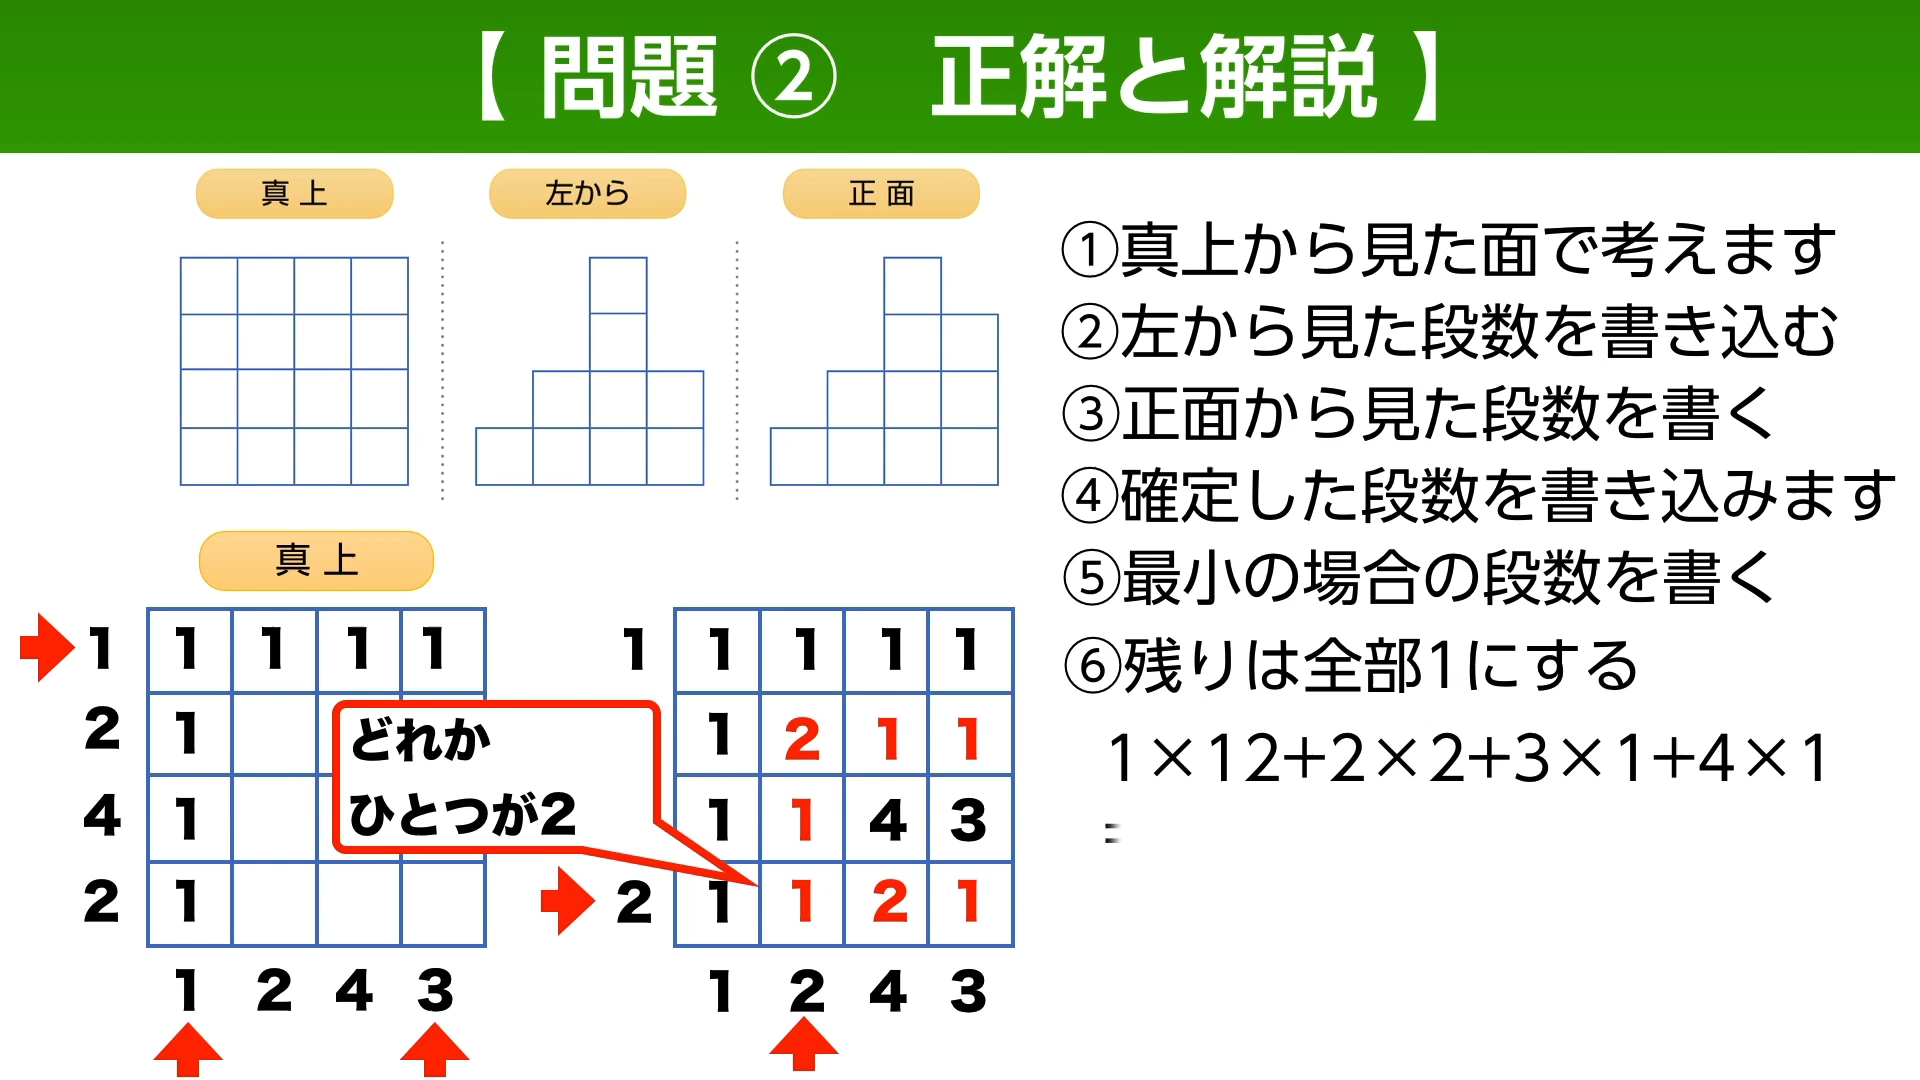 【 問題 ②　正解と解説 】
真 上
左から
正 面
①真上から見た面で考えます
②左から見た段数を書き込む
③正面から見た段数を書く
④確定した段数を書き込みます
⑤最小の場合の段数を書く
⑥残りは全部1にする
1×12+2×2+3×1+4×1
=
真 上
1 1 1 1 1
2 1
4 1
2 1
1 2 4 3
どれか
ひとつが2
1 1 1 1 1
1 2 1 1
1 1 4 3
2 1 1 2 1
1 2 4 3